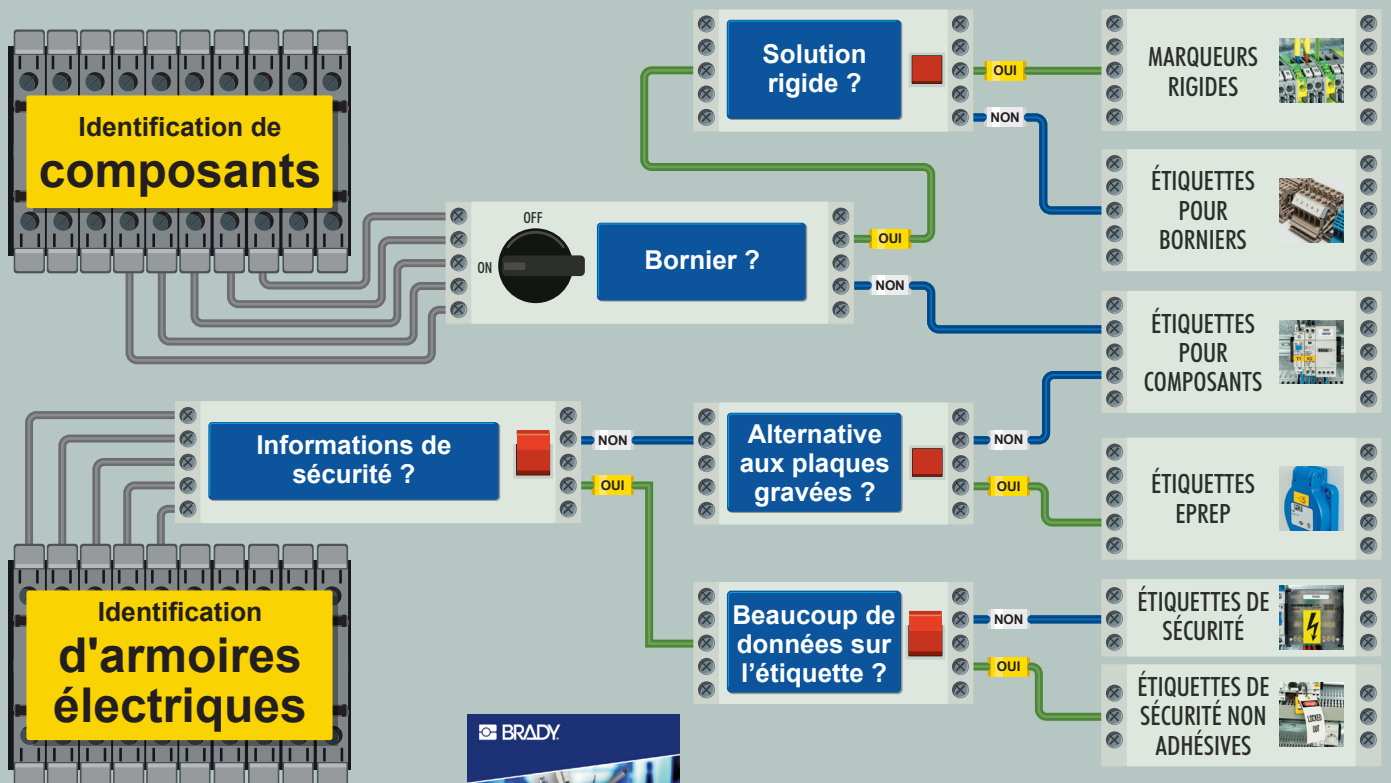 Identification de
composants
OFF
ON
Bornier ?
OUI
NON
Solution
rigide ?
OUI
NON
MARQUEURS
RIGIDES
ÉTIQUETTES
POUR
BORNIERS
ÉTIQUETTES
POUR
COMPOSANTS
Identification
d'armoires
électriques
Informations de
sécurité ?
NON
OUI
Alternative
aux plaques
gravées ?
NON
OUI
ÉTIQUETTES
EPREP
Beaucoup de
données sur
l'étiquette ?
NON
OUI
ÉTIQUETTES DE
SÉCURITÉ
ÉTIQUETTES DE
SÉCURITÉ NON
ADHÉSIVES
LOCKED
OUT
BRADY